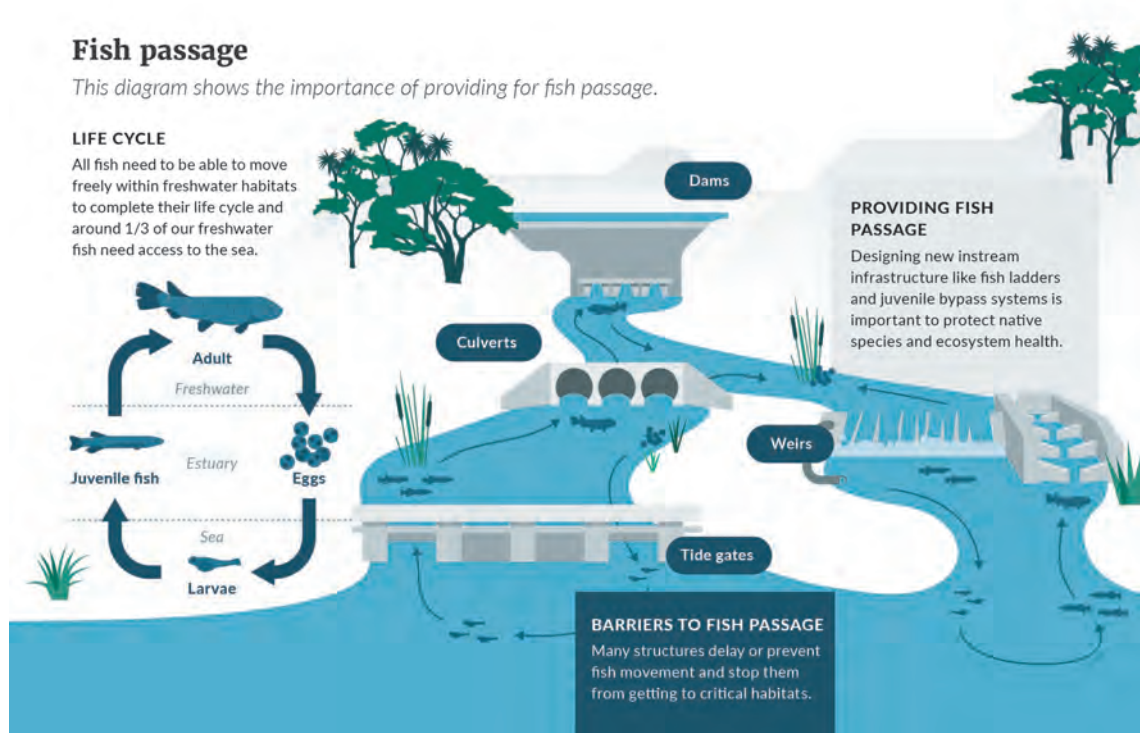 Fish passage
This diagram shows the importance of providing for fish passage.
LIFE CYCLE
All fish need to be able to move
freely within freshwater habitats
to complete their life cycle and
around 1/3 of our freshwater
fish need access to the sea.
Adult
Freshwater
Juvenile fish
Estuary
Eggs
Sea
Larvae
Dams
Culverts
Weirs
Tide gates
PROVIDING FISH
PASSAGE
Designing new instream
infrastructure like fish ladders
and juvenile bypass systems is
important to protect native
species and ecosystem health.
BARRIERS TO FISH PASSAGE
Many structures delay or prevent
fish movement and stop them
from getting to critical habitats.